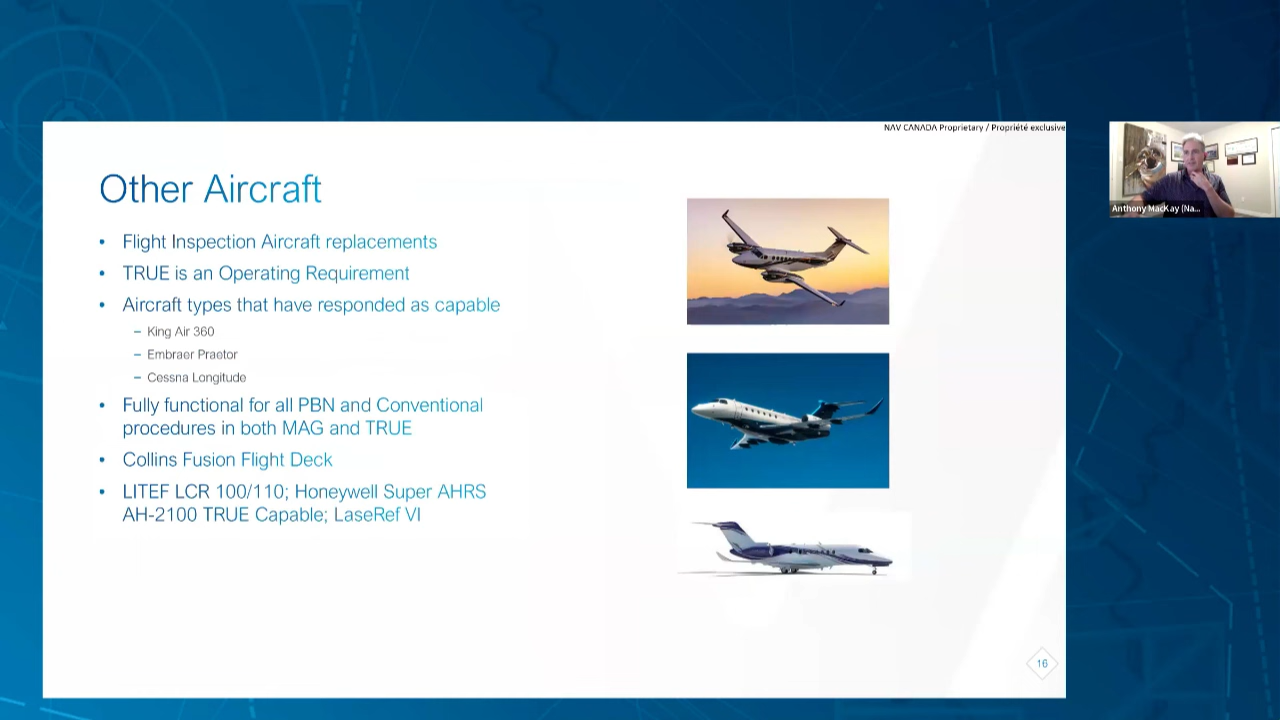 NAV CANADA Proprietary / Propriété exclusive
Other Aircraft
• Flight Inspection Aircraft replacements
• TRUE is an Operating Requirement
• Aircraft types that have responded as capable
– King Air 360
– Embraer Praetor
– Cessna Longitude
• Fully functional for all PBN and Conventional
procedures in both MAG and TRUE
• Collins Fusion Flight Deck
• LITEF LCR 100/110; Honeywell Super AHRS
AH-2100 TRUE Capable; LaseRef VI
16
Anthony MacKay (Na...